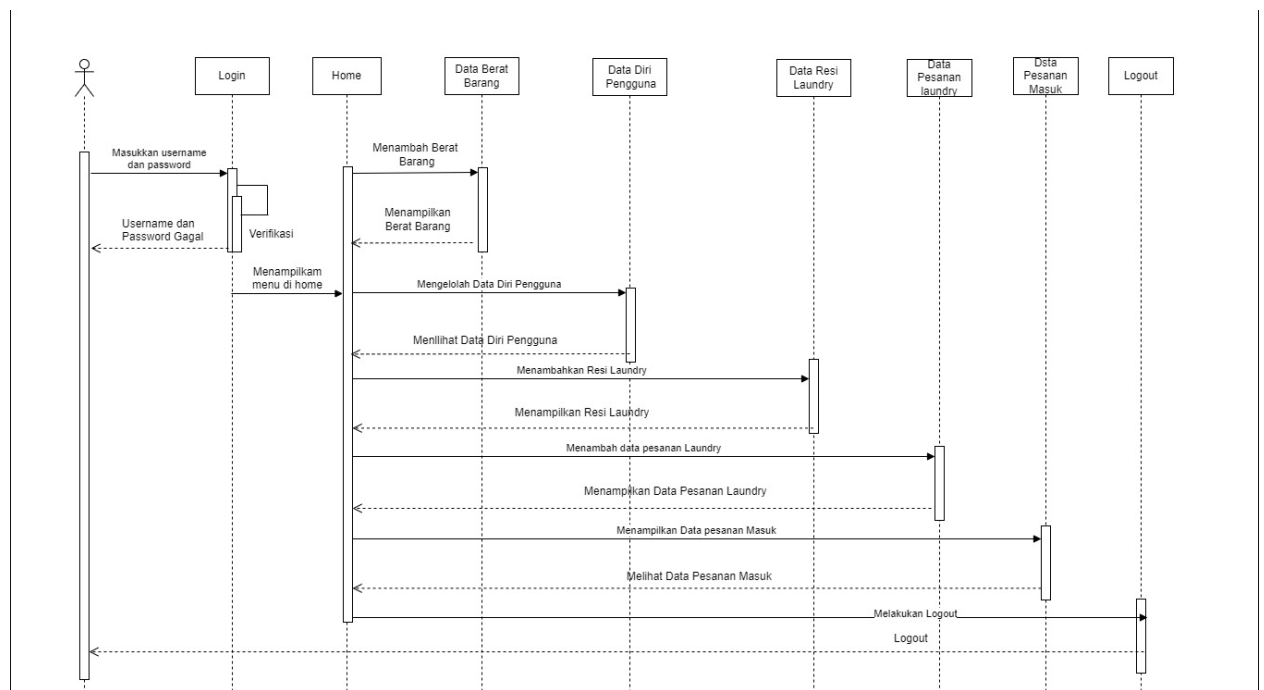 Login
Home
Data Berat
Barang
Data Diri
Pengguna
Data Resi
Laundry
Data
Pesanan
laundry
Dsta
Pesanan
Masuk
Logout
Masukkan username
dan password
Menambah Berat
Barang
Username dan
Password Gagal
Verifikasi
Menampilkan
Berat Barang
Menampilkam
menu di home
Mengelolah Data Diri Pengguna
Menllihat Data Diri Pengguna
Menambahkan Resi Laundry
Menampilkan Resi Laundry
Menambah data pesanan Laundry
Menampilkan Data Pesanan Laundry
Menampilkan Data pesanan Masuk
Melihat Data Pesanan Masuk
Melakukan Logout
Logout